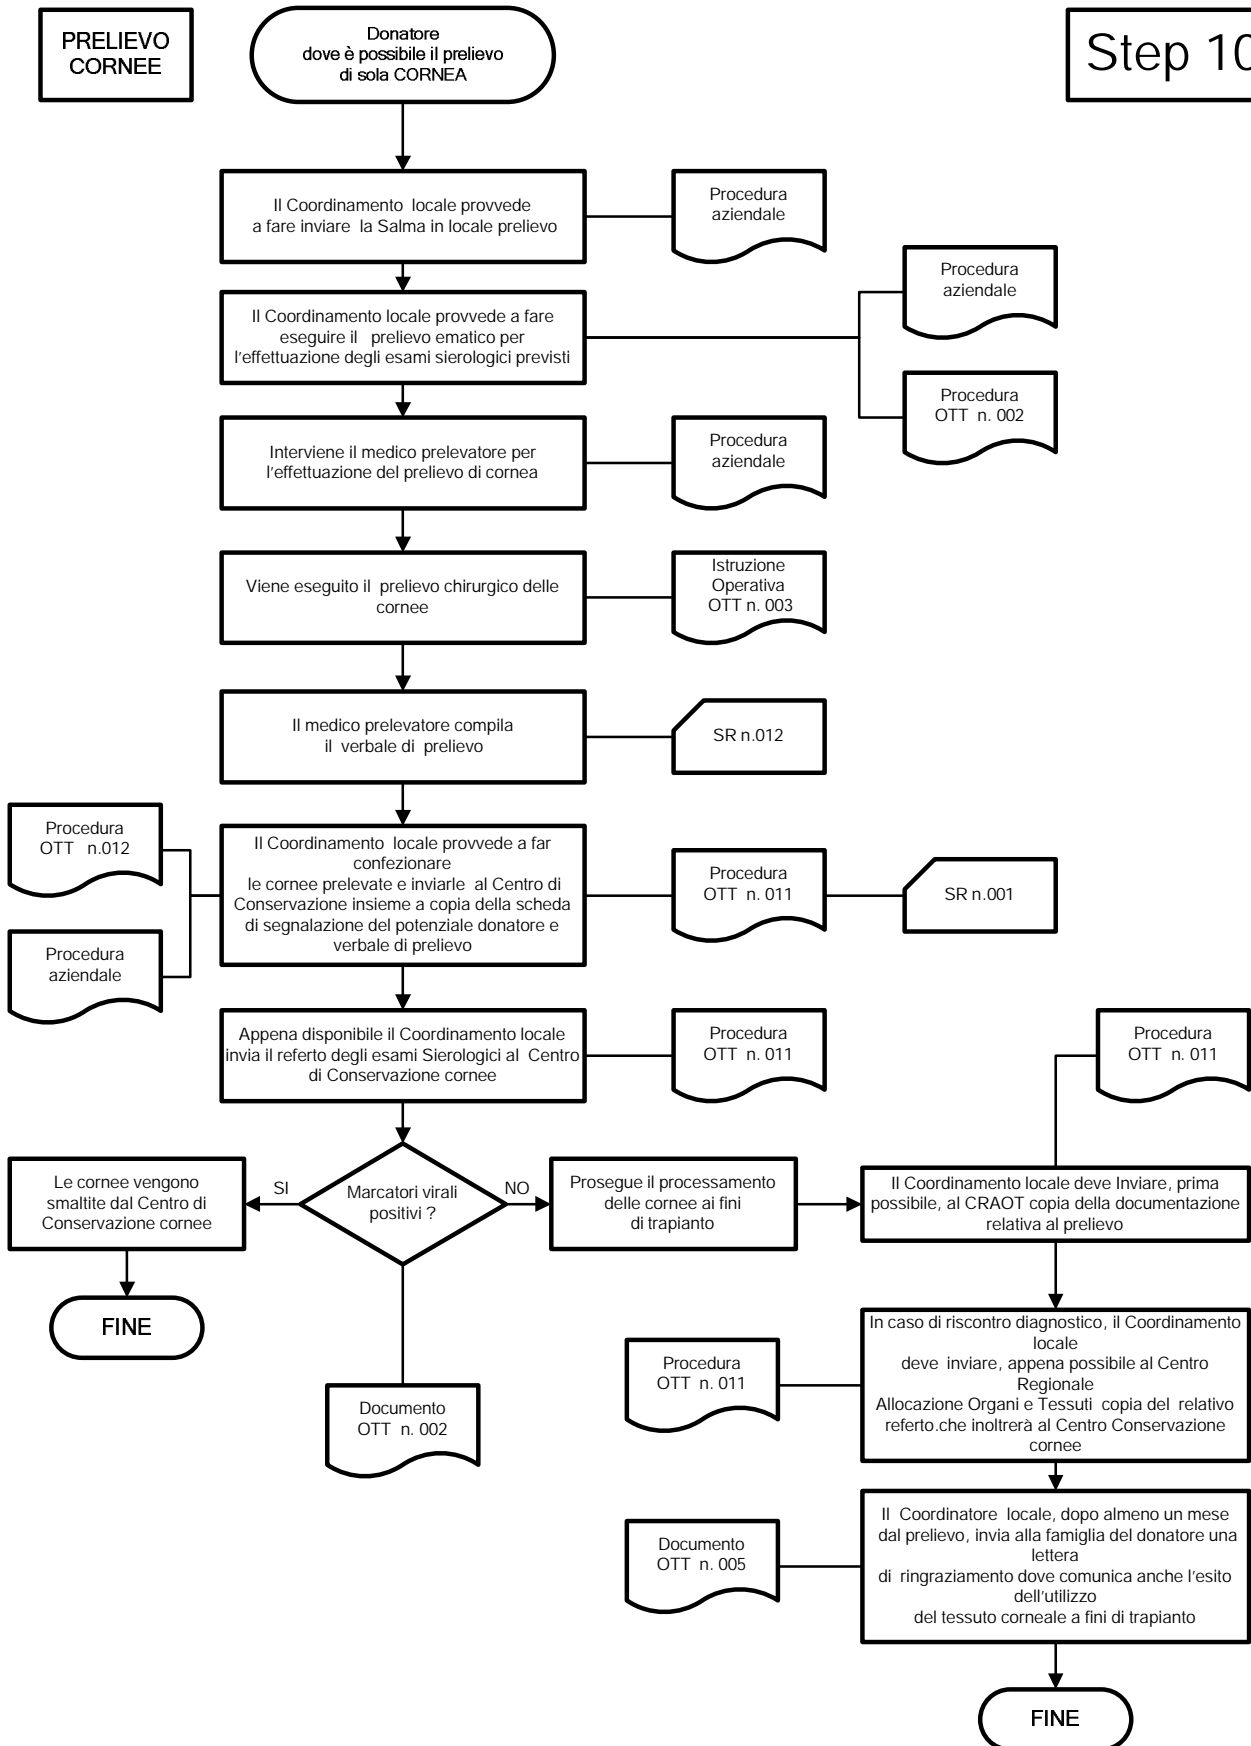 PRELIEVO
CORNEE
Donatore
dove è possibile il prelievo
di sola CORNEA
Step 10
Il Coordinamento locale provvede
a fare inviare la Salma in locale prelievo
Procedura
aziendale
Il Coordinamento locale provvede a fare
eseguire il prelievo ematico per
l'effettuazione degli esami sierologici previsti
Procedura
aziendale
Procedura
OTT n. 002
Interviene il medico prelevatore per
l'effettuazione del prelievo di cornea
Procedura
aziendale
Viene eseguito il prelievo chirurgico delle
cornee
Istruzione
Operativa
OTT n. 003
Il medico prelevatore compila
il verbale di prelievo
SR n.012
Procedura
OTT n.012
Procedura
aziendale
Il Coordinamento locale provvede a far
confezionare
le cornee prelevate e inviarle al Centro di
Conservazione insieme a copia della scheda
di segnalazione del potenziale donatore e
verbale di prelievo
Procedura
OTT n. 011
SR n.001
Appena disponibile il Coordinamento locale
invia il referto degli esami Sierologici al Centro
di Conservazione cornee
Procedura
OTT n. 011
Procedura
OTT n. 011
Le cornee vengono
smaltite dal Centro di
Conservazione cornee
SI
Marcatori virali
positivi ?
NO
Prosegue il processamento
delle cornee ai fini
di trapianto
Il Coordinamento locale deve Inviare, prima
possibile, al CRAOT copia della documentazione
relativa al prelievo
FINE
Documento
OTT n. 002
Procedura
OTT n. 011
In caso di riscontro diagnostico, il Coordinamento
locale
deve inviare, appena possibile al Centro
Regionale
Allocazione Organi e Tessuti copia del relativo
referto.che inoltrerà al Centro Conservazione
cornee
Documento
OTT n. 005
Il Coordinatore locale, dopo almeno un mese
dal prelievo, invia alla famiglia del donatore una
lettera
di ringraziamento dove comunica anche l'esito
dell'utilizzo
del tessuto corneale a fini di trapianto
FINE